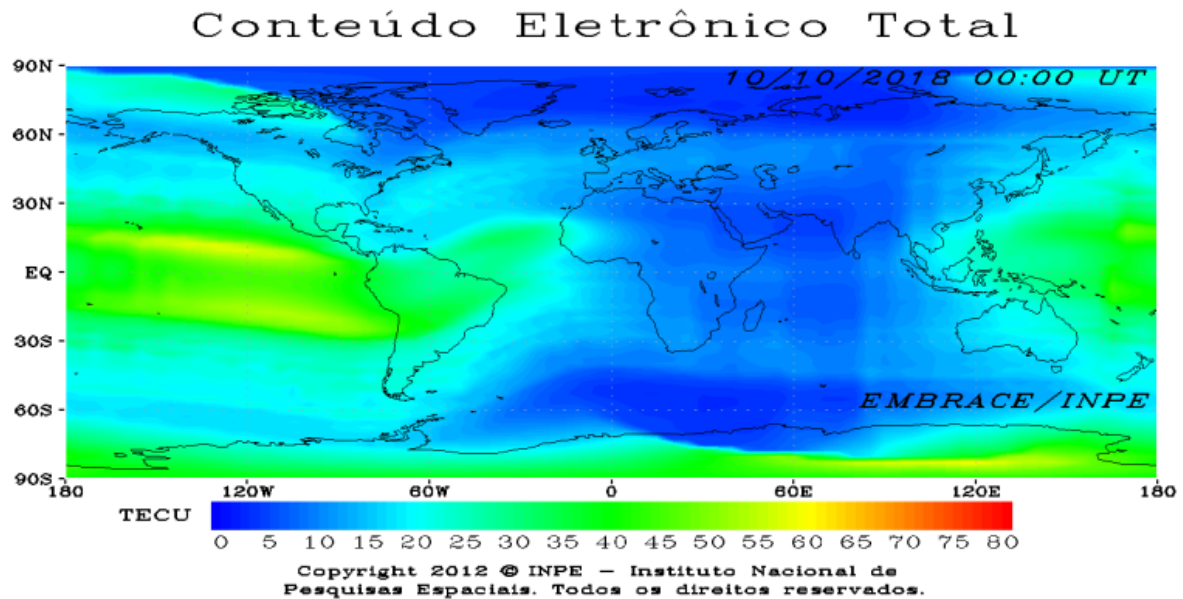 Conteúdo Eletrônico Total
90N
10/10/2018 00:00 UT
60N
30N
EQ
30S
60S
EMBRACE/INPE
90S
180 120W 60W 0 60E 120E 180
TECU
0 5 10 15 20 25 30 35 40 45 50 55 60 65 70 75 80
Copyright 2012 © INPE – Instituto Nacional de
Pesquisas Espaciais. Todos os direitos reservados.